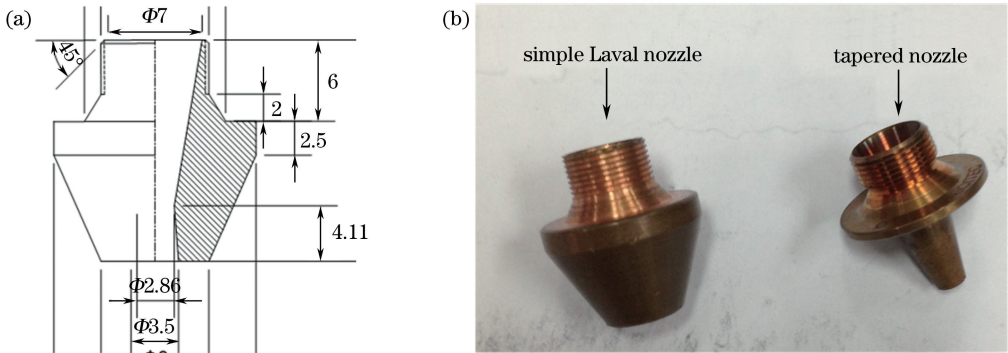 (a)
Φ7
45°
6
2
2.5
4.11
Φ2.86
Φ3.5
(b)
simple Laval nozzle
tapered nozzle